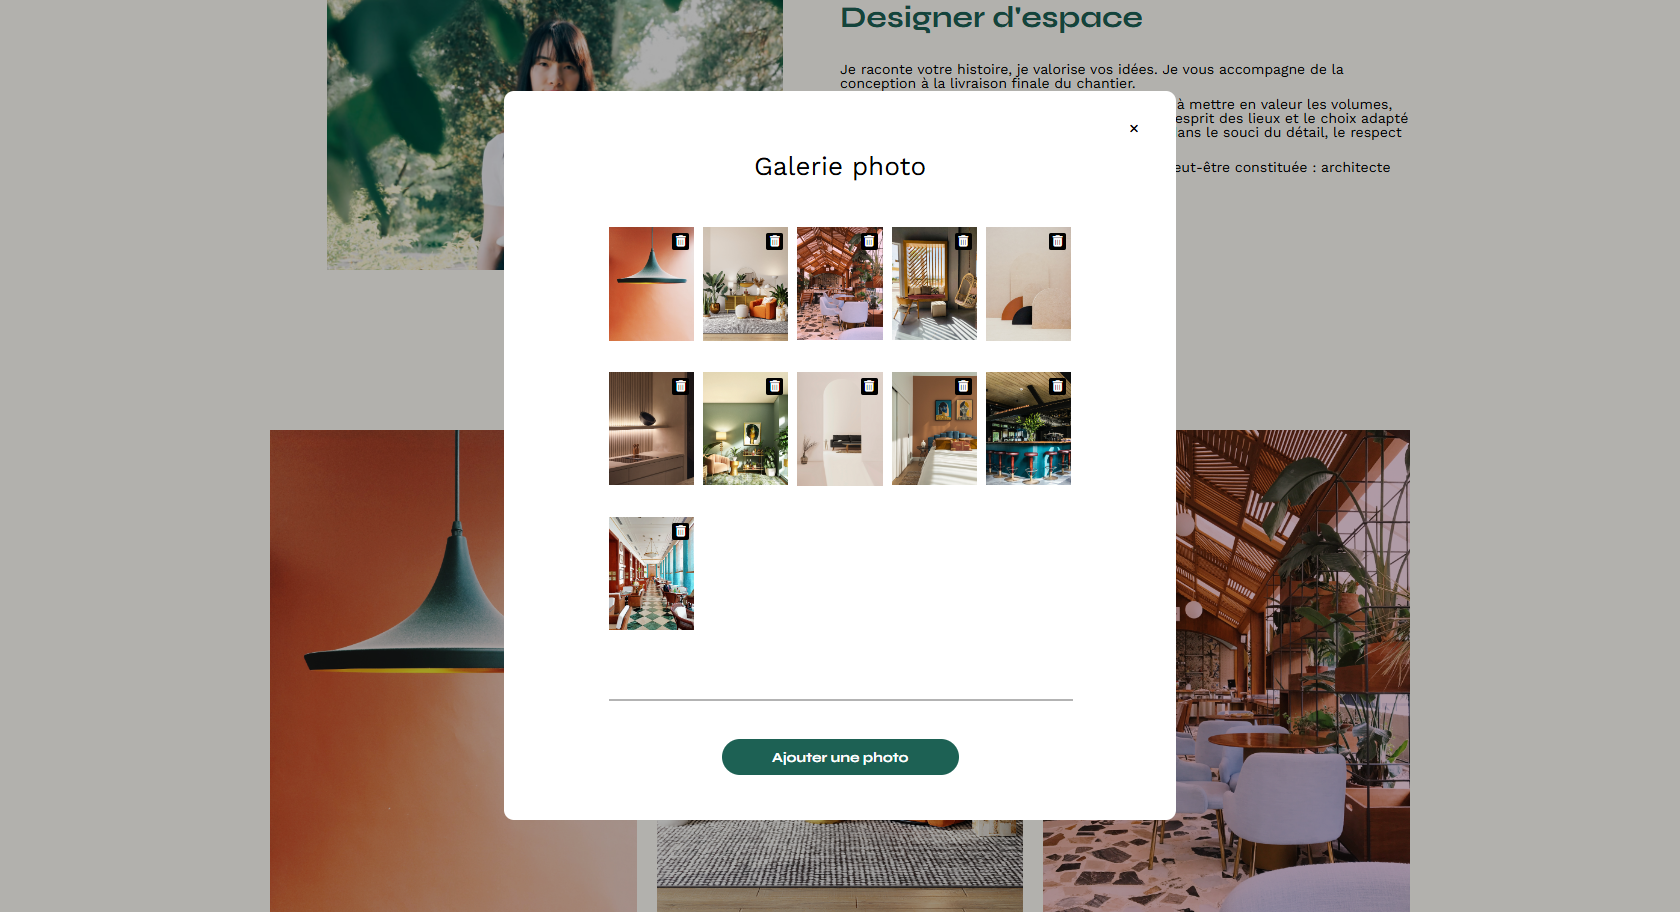 Designer d'espace
Je raconte votre histoire, je valorise vos idées. Je vous accompagne de la
conception à la livraison finale du chantier.
à mettre en valeur les volumes,
esprit des lieux et le choix adapté
dans le souci du détail, le respect
eut-être constituée : architecte
×
Galerie photo
Ajouter une photo